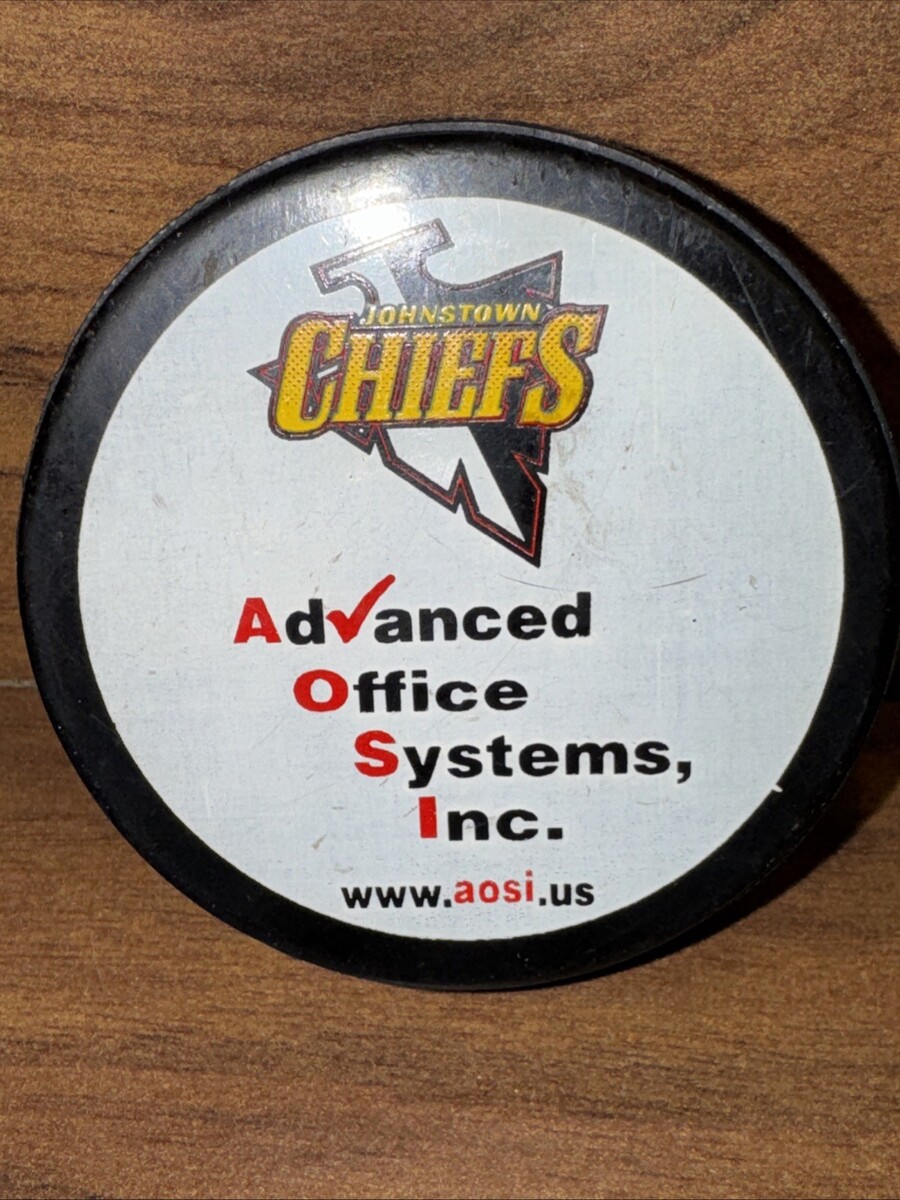 JOHNSTOWN
CHIEFS
Advanced
Office
Systems,
Inc.
www.aosi.us